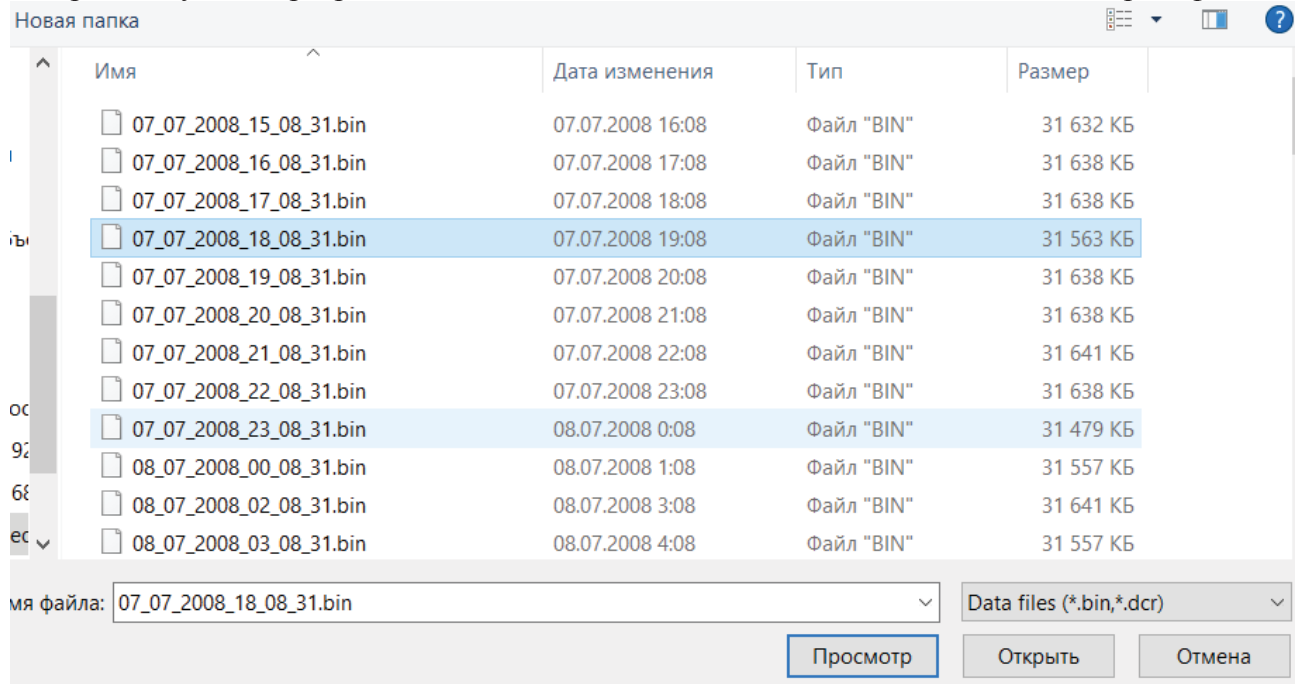 Новая папка
Имя Дата изменения Тип Размер
07_07_2008_15_08_31.bin 07.07.2008 16:08 Файл "BIN" 31 632 КБ
07_07_2008_16_08_31.bin 07.07.2008 17:08 Файл "BIN" 31 638 КБ
07_07_2008_17_08_31.bin 07.07.2008 18:08 Файл "BIN" 31 638 КБ
07_07_2008_18_08_31.bin 07.07.2008 19:08 Файл "BIN" 31 563 КБ
07_07_2008_19_08_31.bin 07.07.2008 20:08 Файл "BIN" 31 638 КБ
07_07_2008_20_08_31.bin 07.07.2008 21:08 Файл "BIN" 31 638 КБ
07_07_2008_21_08_31.bin 07.07.2008 22:08 Файл "BIN" 31 641 КБ
07_07_2008_22_08_31.bin 07.07.2008 23:08 Файл "BIN" 31 638 КБ
07_07_2008_23_08_31.bin 08.07.2008 0:08 Файл "BIN" 31 479 КБ
08_07_2008_00_08_31.bin 08.07.2008 1:08 Файл "BIN" 31 557 КБ
08_07_2008_02_08_31.bin 08.07.2008 3:08 Файл "BIN" 31 641 КБ
08_07_2008_03_08_31.bin 08.07.2008 4:08 Файл "BIN" 31 557 КБ
мя файла: 07_07_2008_18_08_31.bin Data files (*.bin,*.dcr)
Просмотр Открыть Отмена